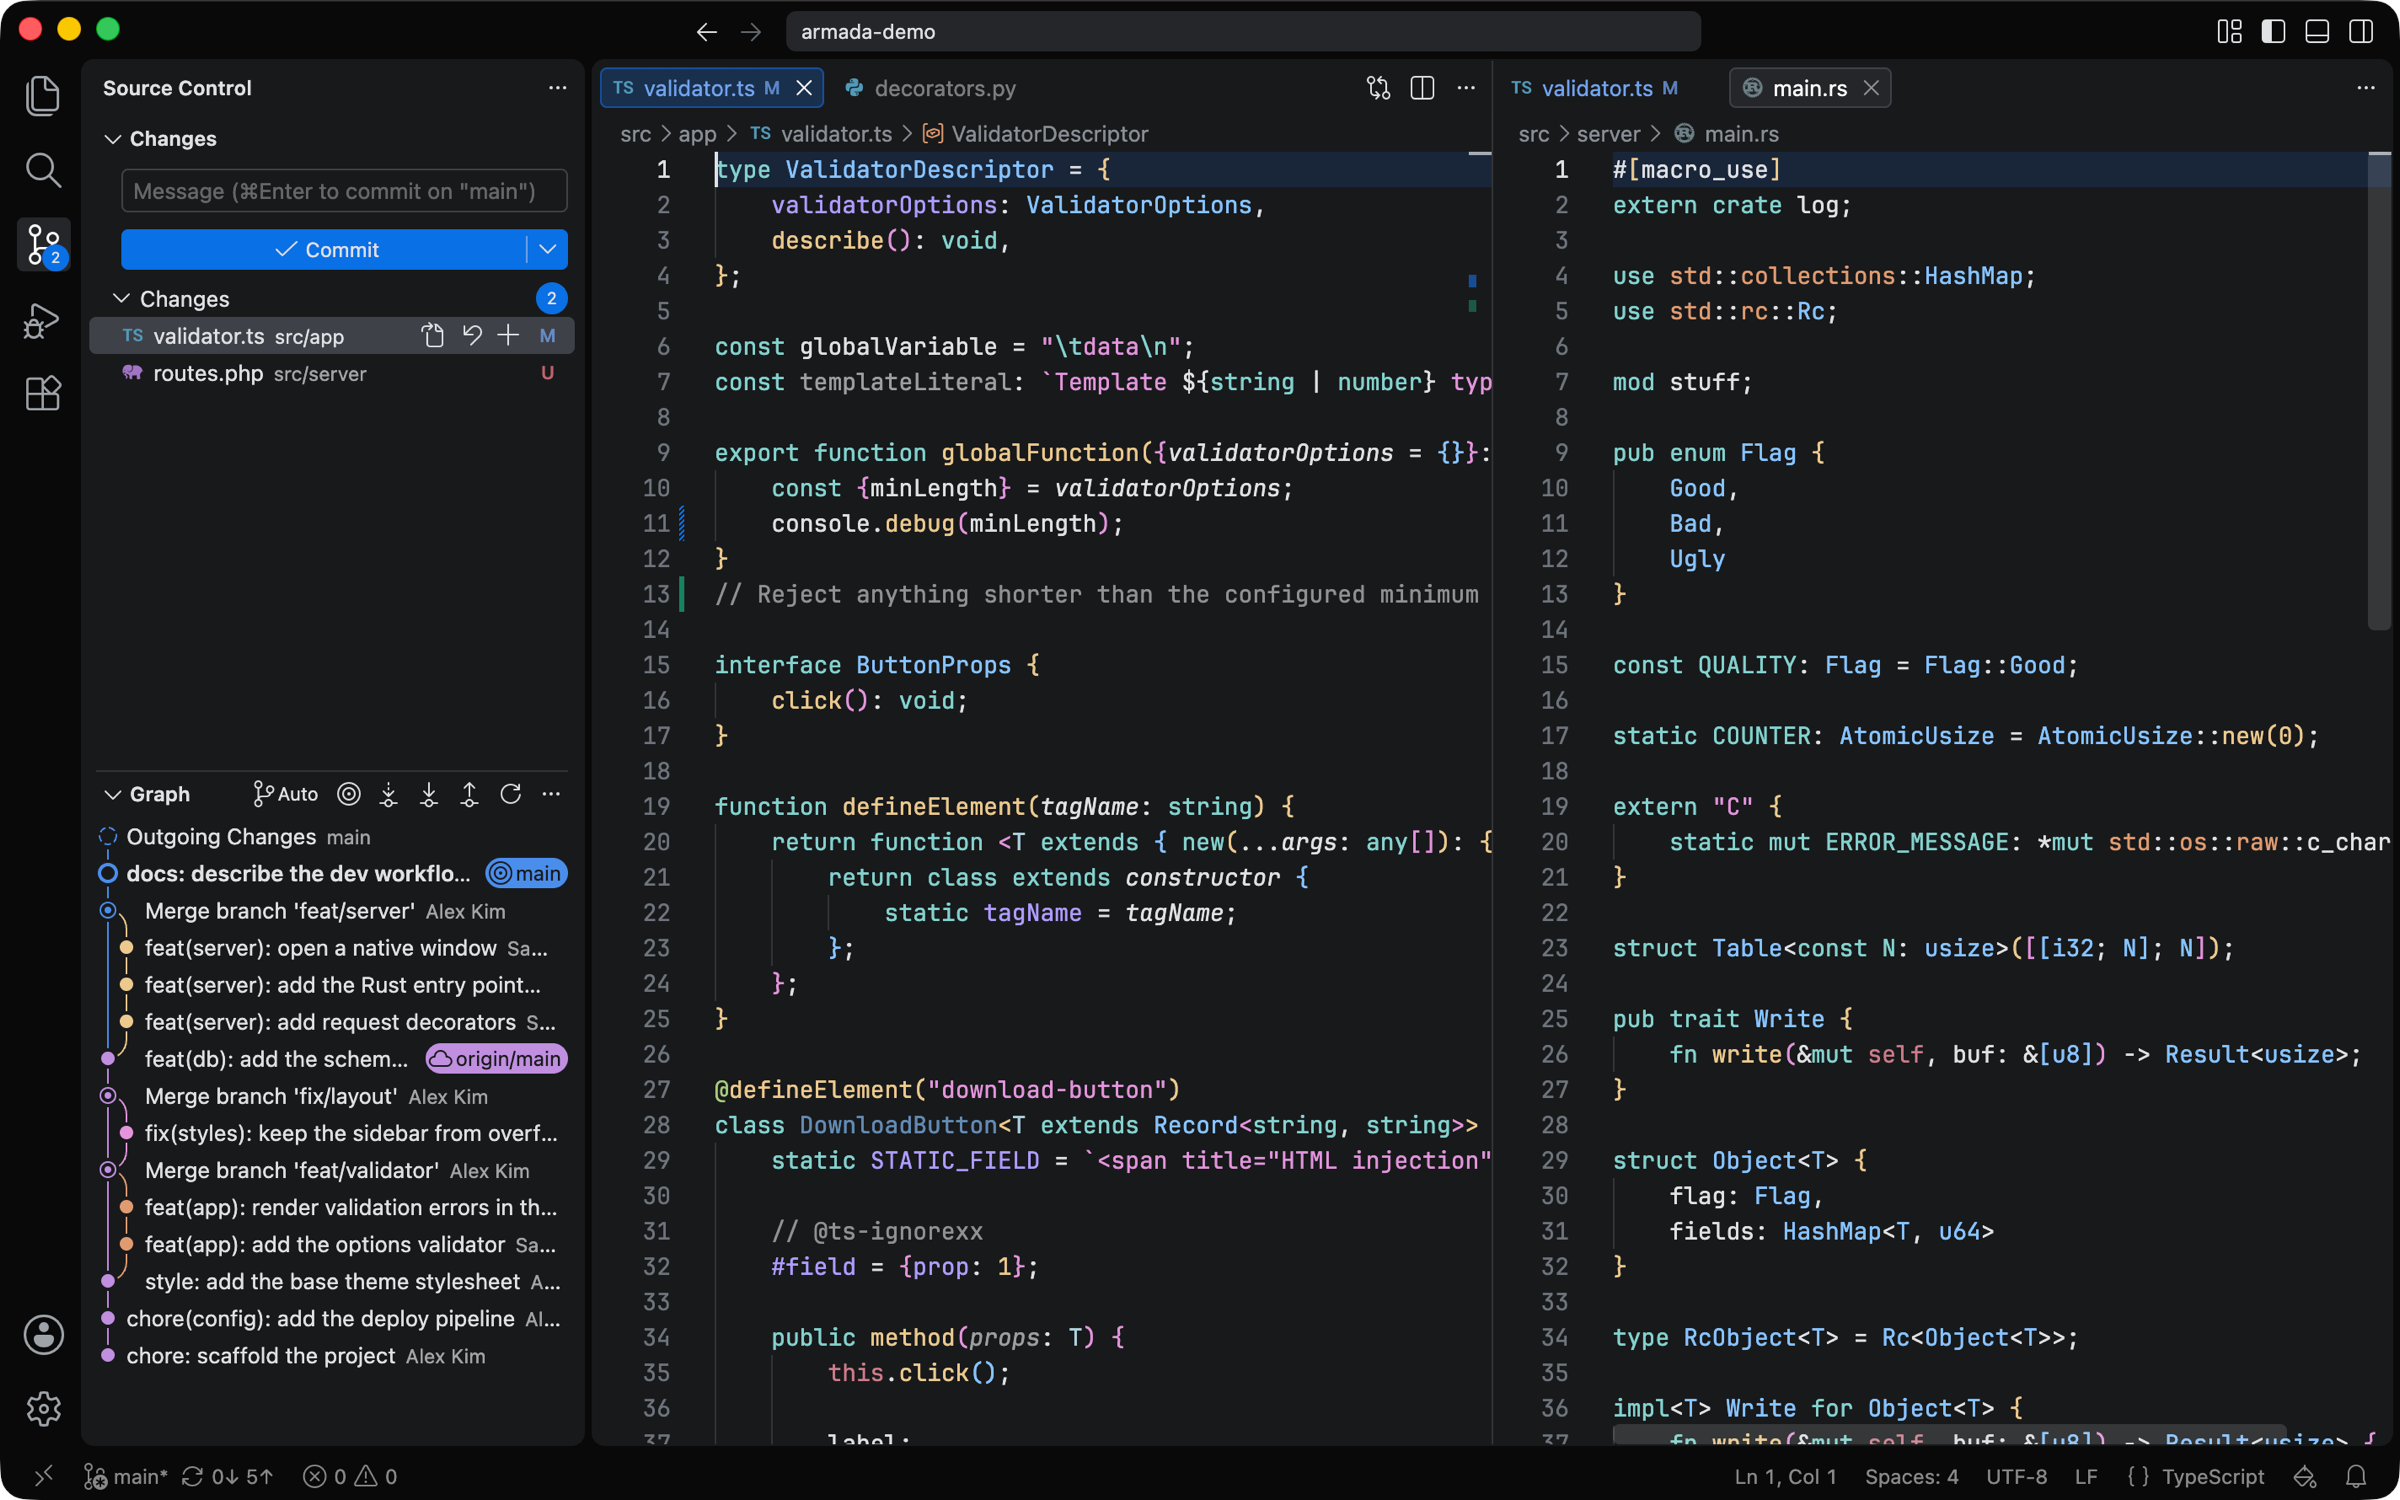 armada-demo
Source Control
Changes
Message (⌘Enter to commit on "main")
Commit
Changes 2
TS validator.ts src/app M
routes.php src/server U
Graph Auto
Outgoing Changes main
docs: describe the dev workflo... main
Merge branch 'feat/server' Alex Kim
feat(server): open a native window Sa...
feat(server): add the Rust entry point...
feat(server): add request decorators S...
feat(db): add the schem... origin/main
Merge branch 'fix/layout' Alex Kim
fix(styles): keep the sidebar from overf...
Merge branch 'feat/validator' Alex Kim
feat(app): render validation errors in th...
feat(app): add the options validator Sa...
style: add the base theme stylesheet A...
chore(config): add the deploy pipeline Al...
chore: scaffold the project Alex Kim
2
TS validator.ts M
decorators.py
src > app > TS validator.ts > ValidatorDescriptor
1 type ValidatorDescriptor = {
2     validatorOptions: ValidatorOptions,
3     describe(): void,
4 };
5
6 const globalVariable = "\tdata\n";
7 const templateLiteral: `Template ${string | number} typ
8
9 export function globalFunction({validatorOptions = {}}:
10     const {minLength} = validatorOptions;
11     console.debug(minLength);
12 }
13 // Reject anything shorter than the configured minimum
14
15 interface ButtonProps {
16     click(): void;
17 }
18
19 function defineElement(tagName: string) {
20     return function <T extends { new(...args: any[]): {
21         return class extends constructor {
22             static tagName = tagName;
23         };
24     };
25 }
26
27 @defineElement("download-button")
28 class DownloadButton<T extends Record<string, string>>
29     static STATIC_FIELD = `<span title="HTML injection"
30
31     // @ts-ignorexx
32     #field = {prop: 1};
33
34     public method(props: T) {
35         this.click();
36
37         label:
TS validator.ts M
main.rs
src > server > main.rs
1 #[macro_use]
2 extern crate log;
3
4 use std::collections::HashMap;
5 use std::rc::Rc;
6
7 mod stuff;
8
9 pub enum Flag {
10     Good,
11     Bad,
12     Ugly
13 }
14
15 const QUALITY: Flag = Flag::Good;
16
17 static COUNTER: AtomicUsize = AtomicUsize::new(0);
18
19 extern "C" {
20     static mut ERROR_MESSAGE: *mut std::os::raw::c_char
21 }
22
23 struct Table<const N: usize>([[i32; N]; N]);
24
25 pub trait Write {
26     fn write(&mut self, buf: &[u8]) -> Result<usize>;
27 }
28
29 struct Object<T> {
30     flag: Flag,
31     fields: HashMap<T, u64>
32 }
33
34 type RcObject<T> = Rc<Object<T>>;
35
36 impl<T> Write for Object<T> {
37     fn write(&mut self, buf: &[u8]) -> Result<usize> {
main* 0↓ 5↑ 0 0
Ln 1, Col 1 Spaces: 4 UTF-8 LF {} TypeScript